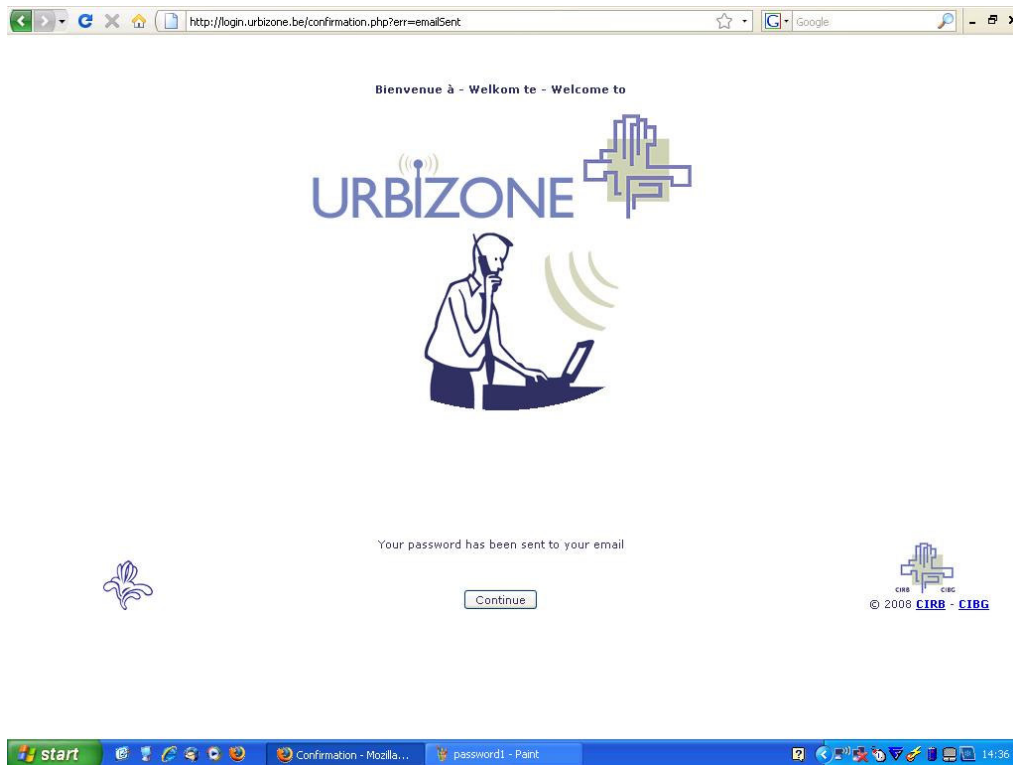 http://login.urbizone.be/confirmation.php?err=emailSent
G
Google
Bienvenue à - Welkom te - Welcome to
URBIZONE
Your password has been sent to your email
Continue
CIRB CIBG
© 2008 CIRB - CIBG
start
Confirmation - Mozilla...
password1 - Paint
14:36